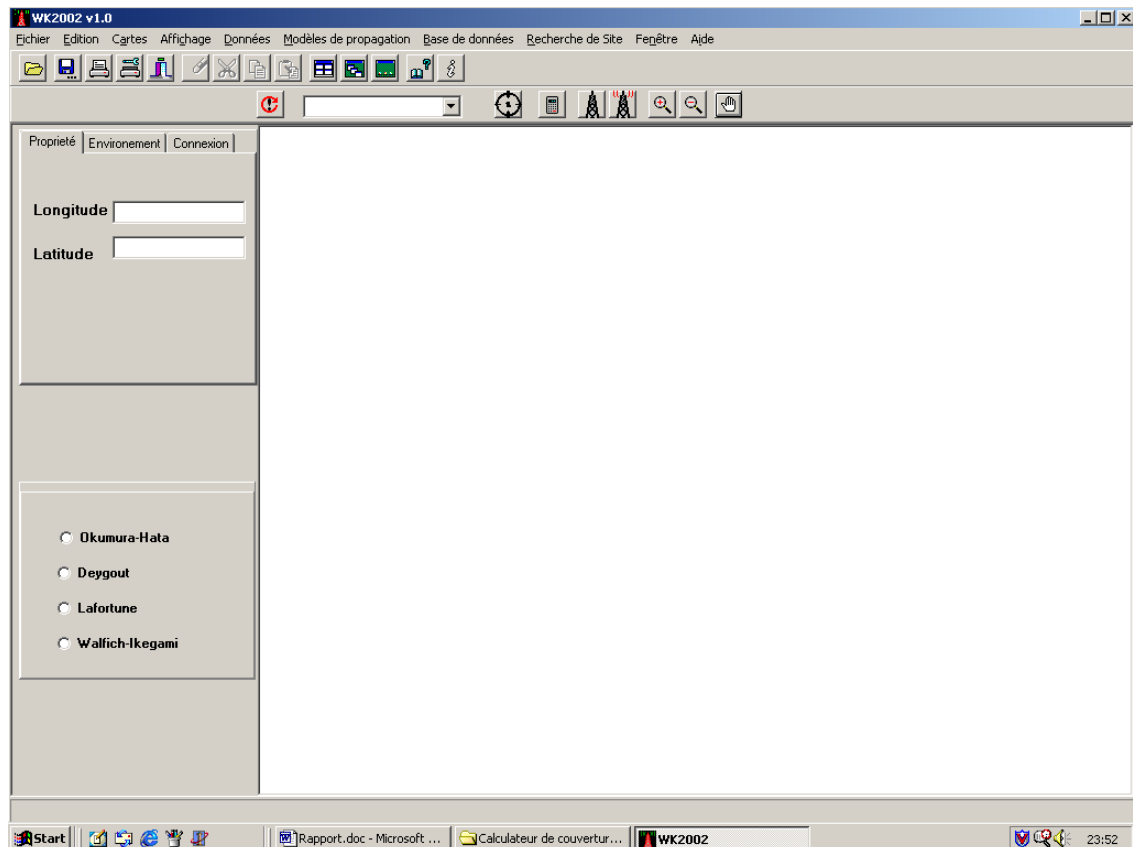 WK2002 v1.0
Fichier Edition Cartes Affichage Données Modèles de propagation Base de données Recherche de Site Fenêtre Aide
Proprieté Environement Connexion
Longitude
Latitude
Okumura-Hata
Deygout
Lafortune
Walfich-Ikegami
Start Rapport.doc - Microsoft ... Calculateur de couvertur... WK2002 23:52